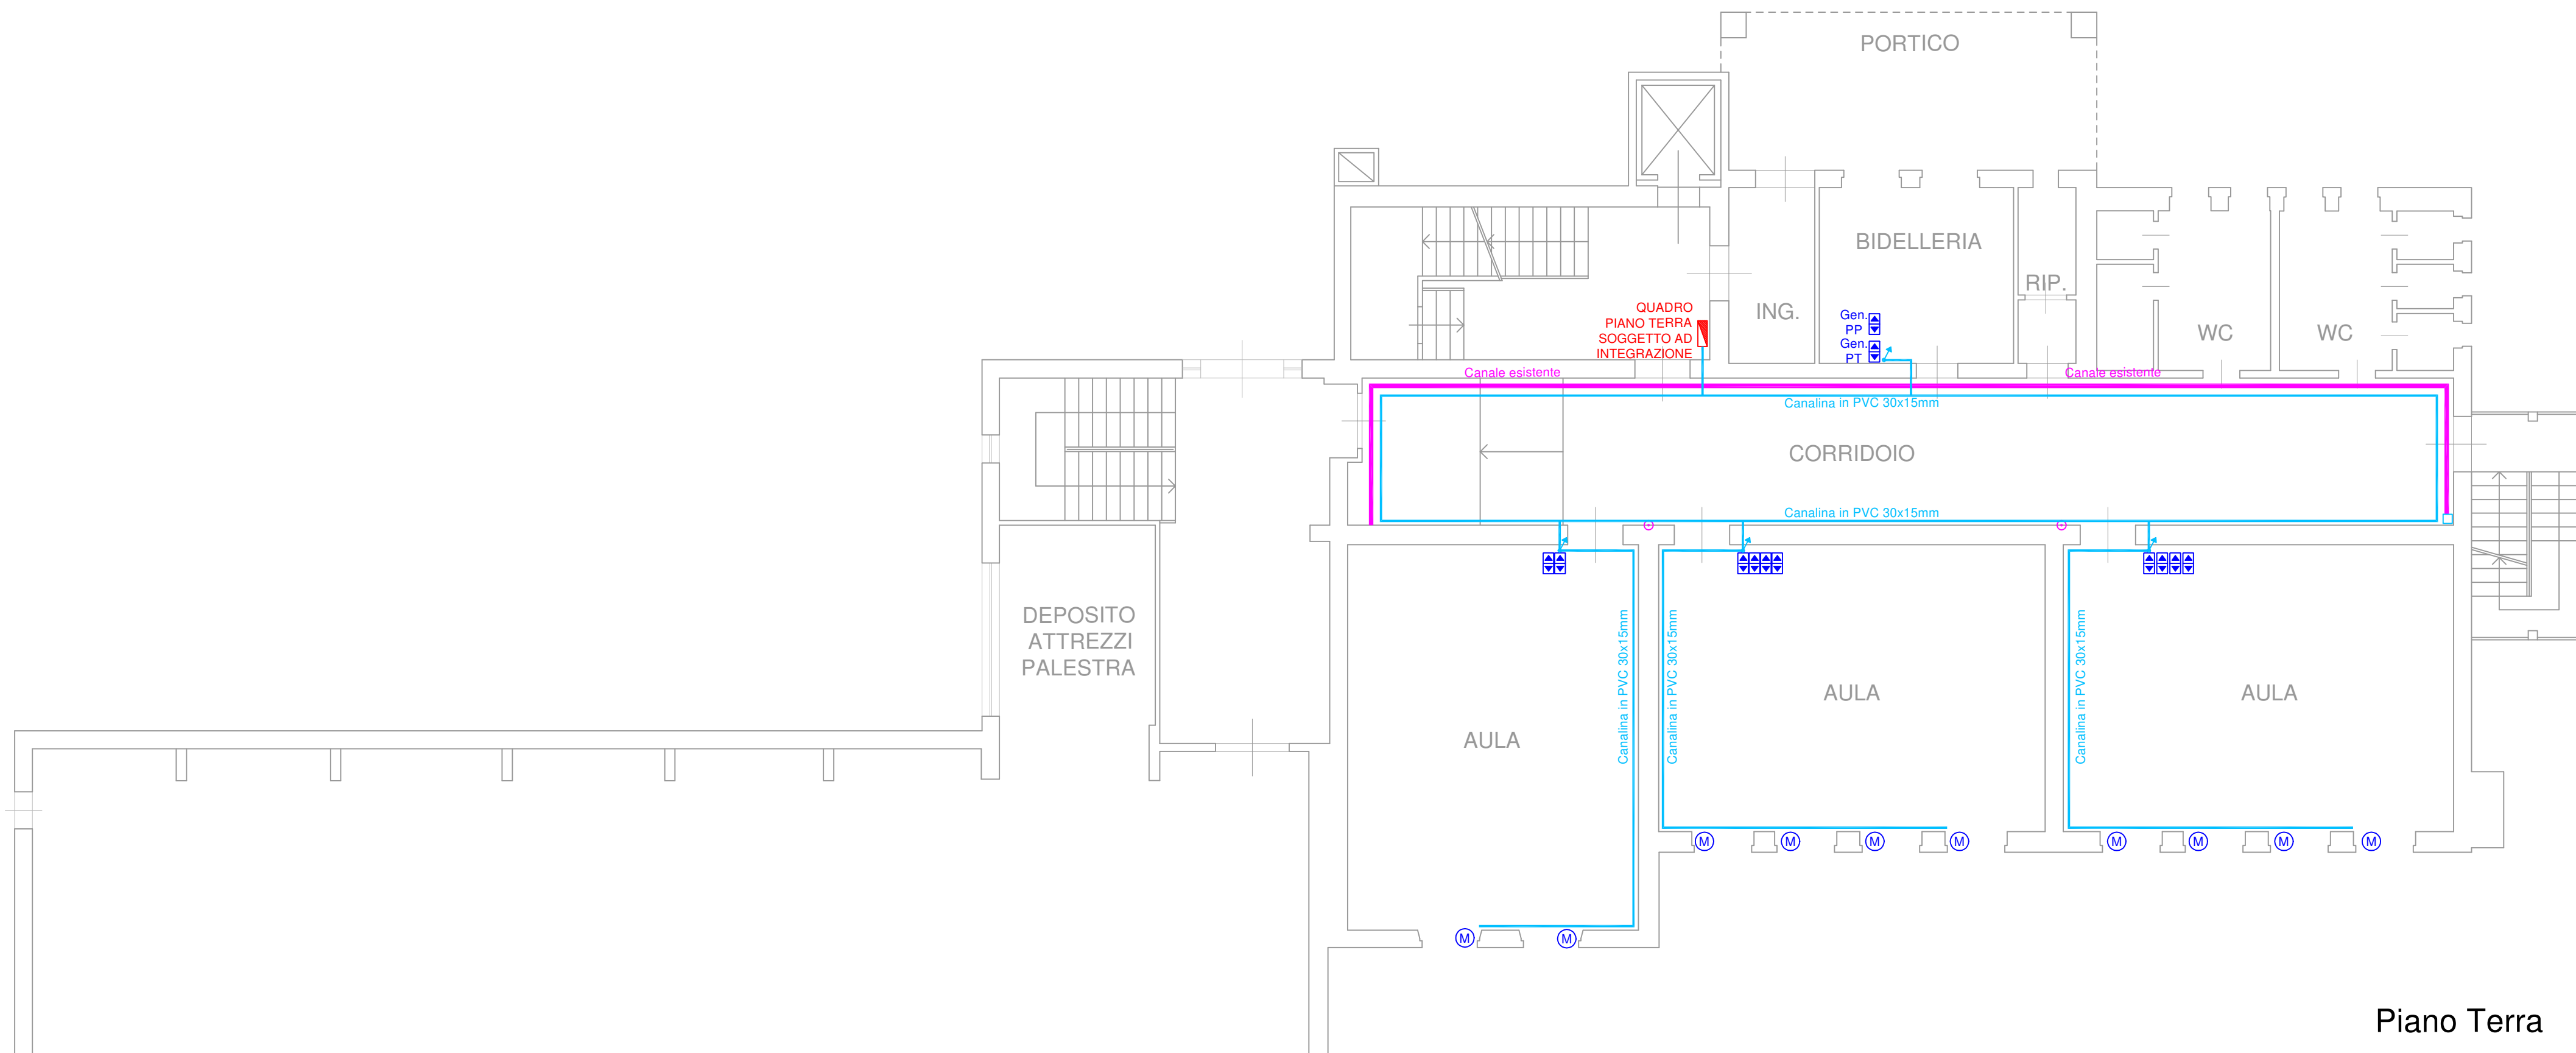 PORTICO
BIDELLERIA
RIP.
ING.
WC
WC
QUADRO
PIANO TERRA
SOGGETTO AD
INTEGRAZIONE
Gen.
PP
Gen.
PT
Canale esistente
Canale esistente
Canalina in PVC 30x15mm
CORRIDOIO
Canalina in PVC 30x15mm
DEPOSITO
ATTREZZI
PALESTRA
Canalina in PVC 30x15mm
Canalina in PVC 30x15mm
Canalina in PVC 30x15mm
AULA
AULA
AULA
M
M
M
M
M
M
M
M
M
M
Piano Terra